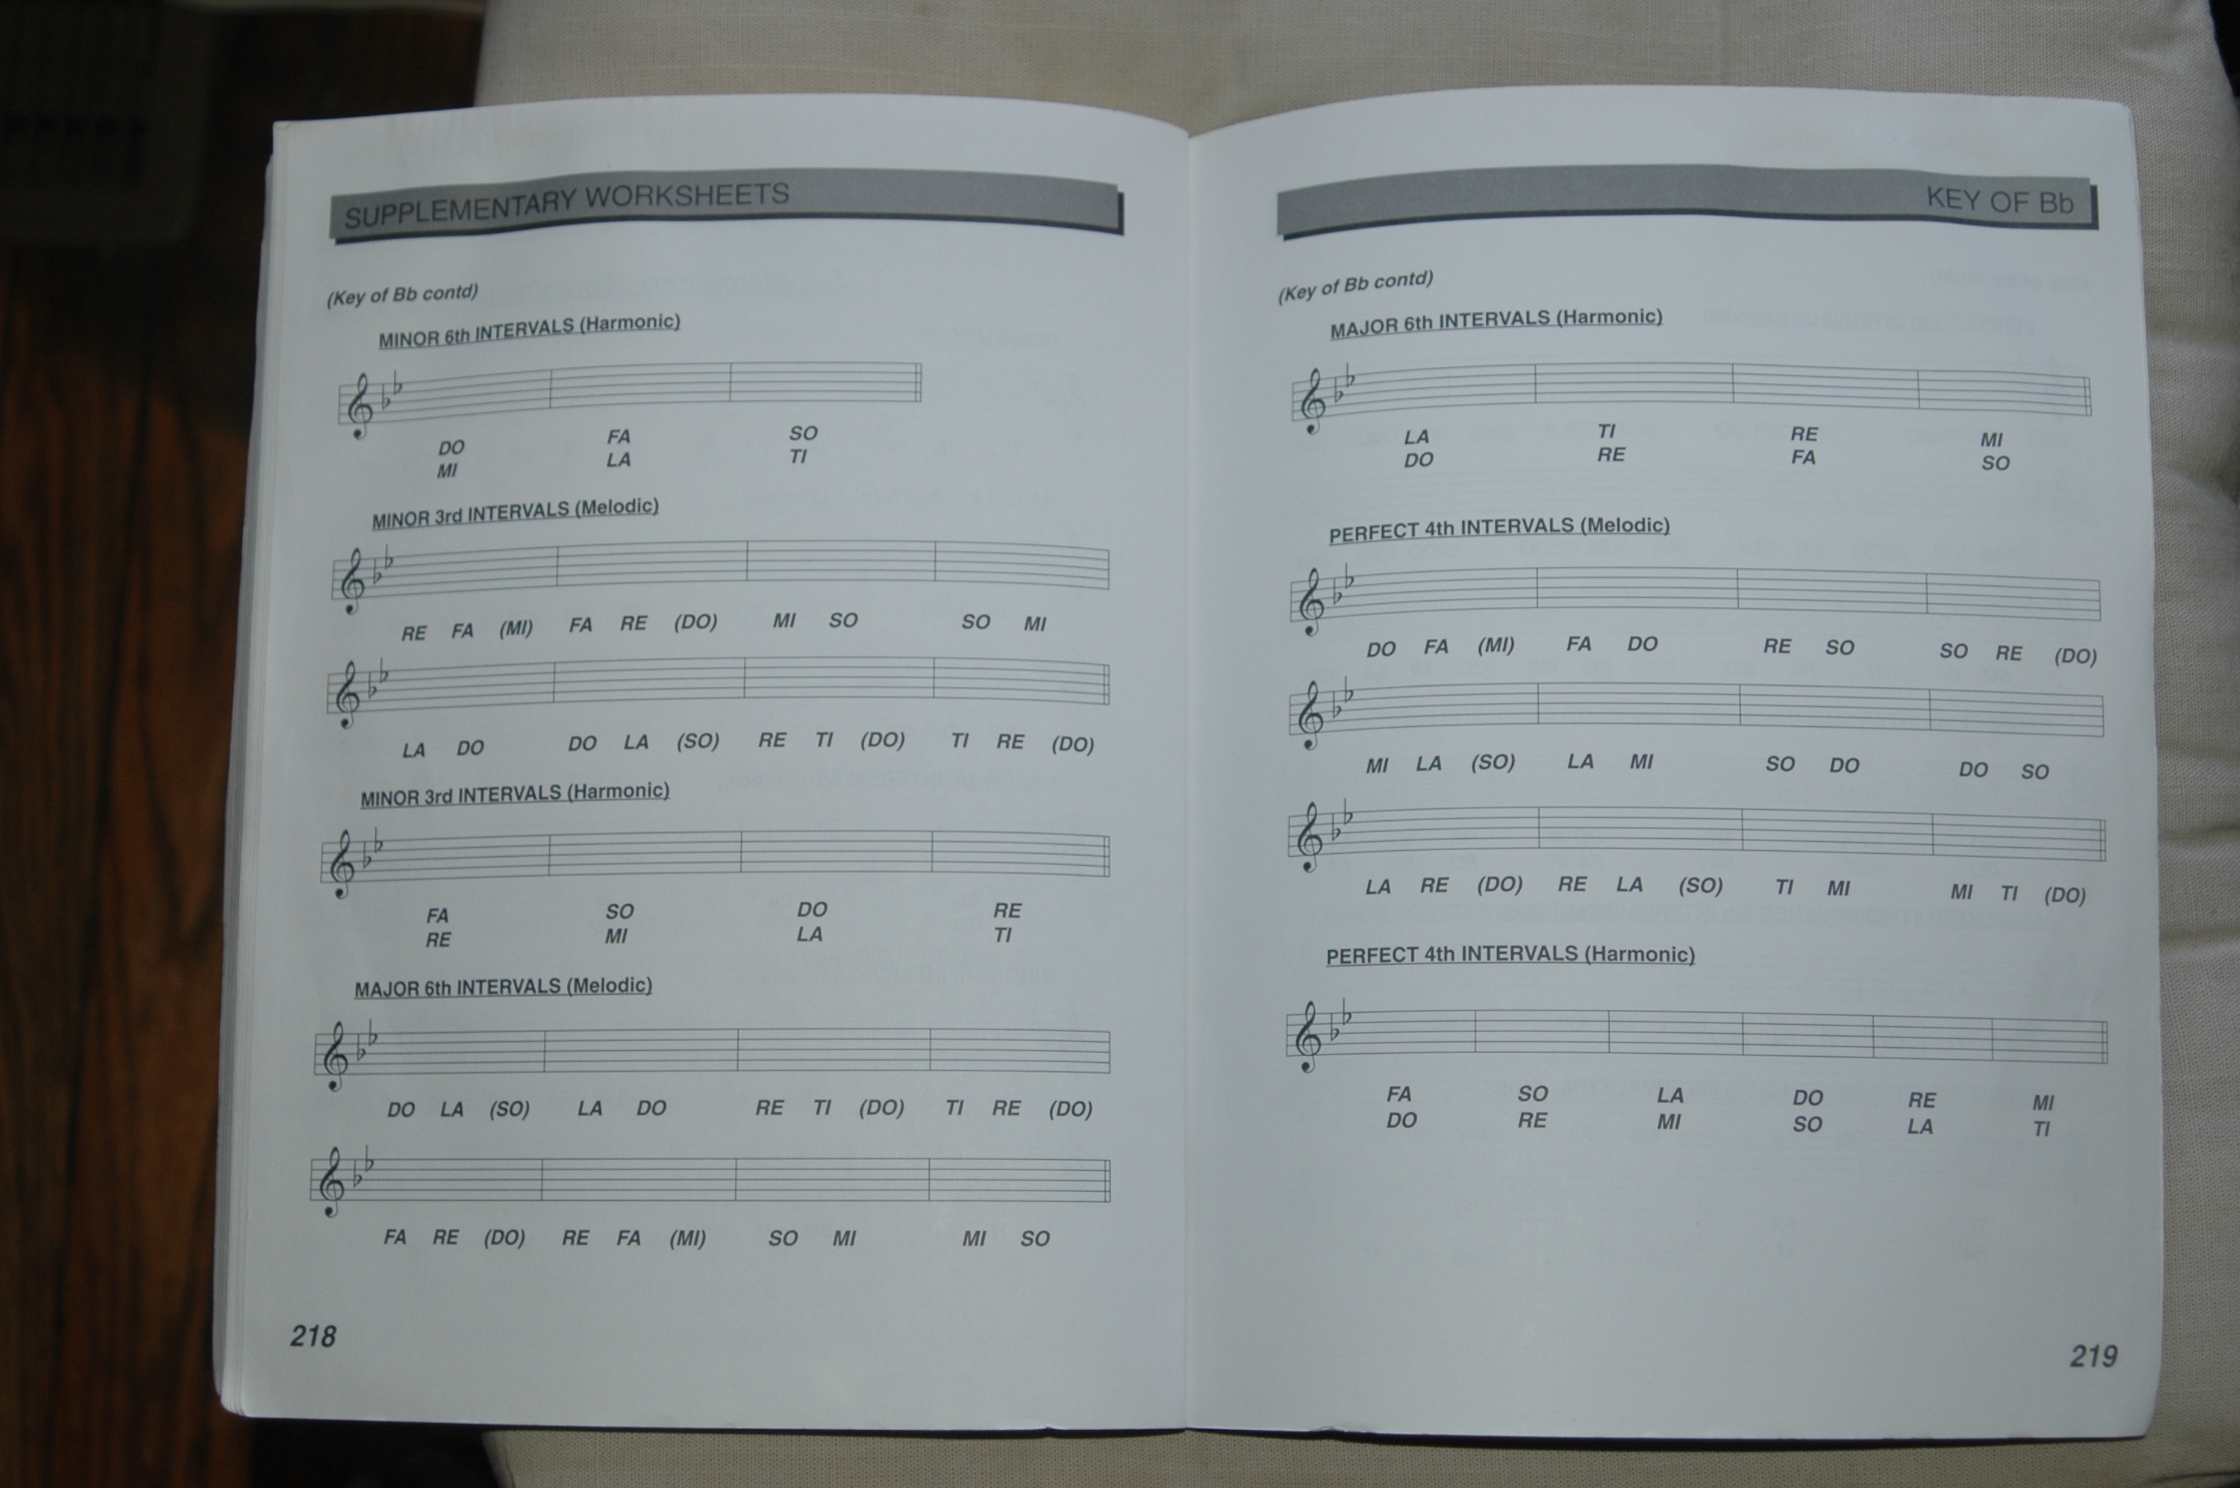 SUPPLEMENTARY WORKSHEETS
(Key of Bb contd)
MINOR 6th INTERVALS (Harmonic)
DO FA SO
MI LA TI
MINOR 3rd INTERVALS (Melodic)
RE FA (MI) FA RE (DO) MI SO SO MI
LA DO DO LA (SO) RE TI (DO) TI RE (DO)
MINOR 3rd INTERVALS (Harmonic)
FA SO DO RE
RE MI LA TI
MAJOR 6th INTERVALS (Melodic)
DO LA (SO) LA DO RE TI (DO) TI RE (DO)
FA RE (DO) RE FA (MI) SO MI MI SO
218
KEY OF Bb
(Key of Bb contd)
MAJOR 6th INTERVALS (Harmonic)
LA TI RE MI
DO RE FA SO
PERFECT 4th INTERVALS (Melodic)
DO FA (MI) FA DO RE SO SO RE (DO)
MI LA (SO) LA MI SO DO DO SO
LA RE (DO) RE LA (SO) TI MI MI TI (DO)
PERFECT 4th INTERVALS (Harmonic)
FA SO LA DO RE MI
DO RE MI SO LA TI
219